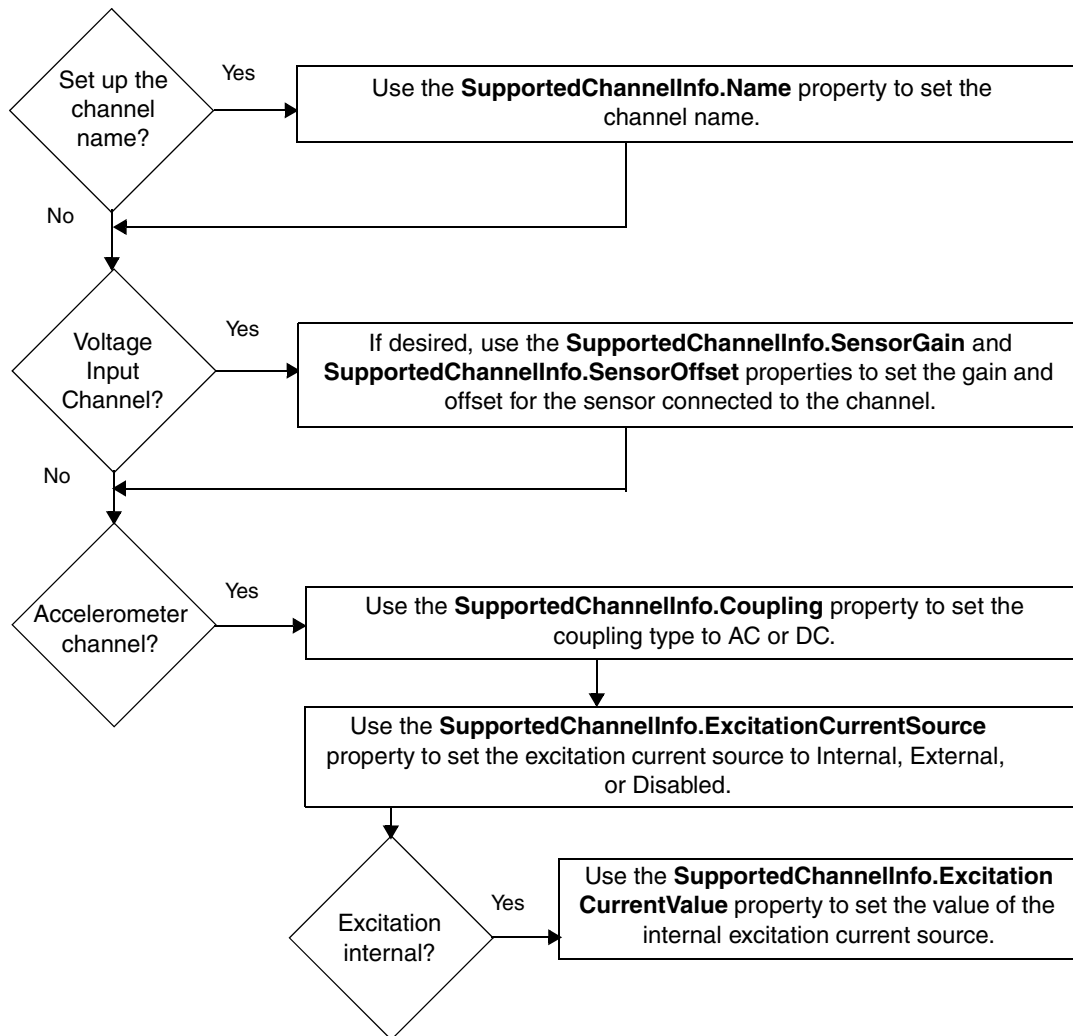 Set up the
channel
name?
Yes
Use the SupportedChannelInfo.Name property to set the
channel name.
No
Voltage
Input
Channel?
Yes
If desired, use the SupportedChannelInfo.SensorGain and
SupportedChannelInfo.SensorOffset properties to set the gain and
offset for the sensor connected to the channel.
No
Accelerometer
channel?
Yes
Use the SupportedChannelInfo.Coupling property to set the
coupling type to AC or DC.
Use the SupportedChannelInfo.ExcitationCurrentSource
property to set the excitation current source to Internal, External,
or Disabled.
Excitation
internal?
Yes
Use the SupportedChannelInfo.Excitation
CurrentValue property to set the value of the
internal excitation current source.